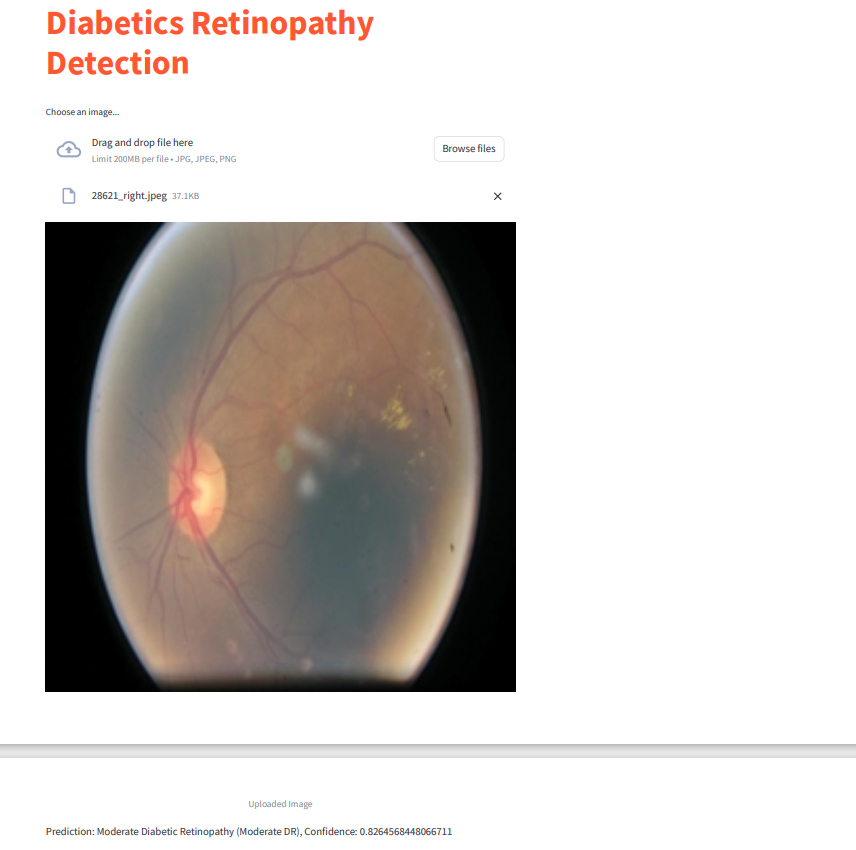 Diabetics Retinopathy
Detection
Choose an image...
Drag and drop file here
Limit 200MB per file • JPG, JPEG, PNG
Browse files
28621_right.jpeg 37.1KB
Uploaded Image
Prediction: Moderate Diabetic Retinopathy (Moderate DR), Confidence: 0.8264568448066711